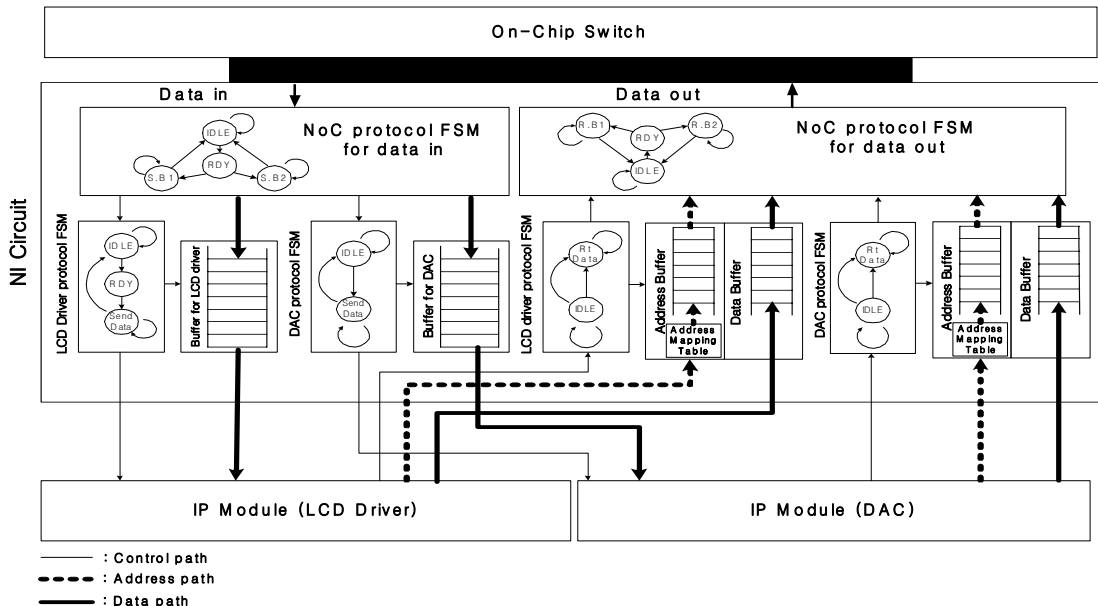 On-Chip Switch
Data in
Data out
NoC protocol FSM
for data in
IDLE
RDY
S.B1
S.B2
NoC protocol FSM
for data out
R.B1
R.B2
RDY
IDLE
NI Circuit
LCD Driver protocol FSM
IDLE
RDY
Send
Data
Buffer for LCD driver
DAC protocol FSM
IDLE
Send
Data
Buffer for DAC
LCD driver protocol FSM
Rt
Data
IDLE
Address Buffer
Address
Mapping
Table
Data Buffer
DAC protocol FSM
Rt
Data
IDLE
Address Buffer
Address
Mapping
Table
Data Buffer
IP Module (LCD Driver)
IP Module (DAC)
: Control path
: Address path
: Data path